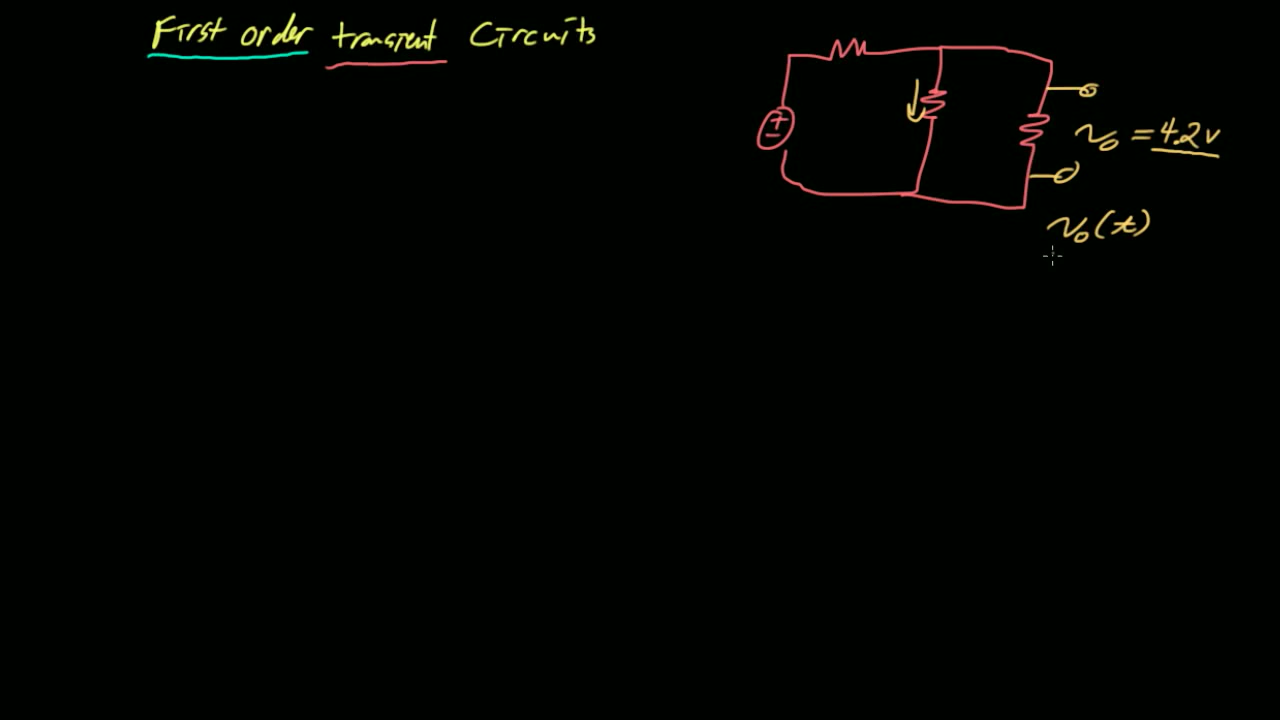 First order transient Circuits
+
−
v₀ = 4.2v
v₀(t)